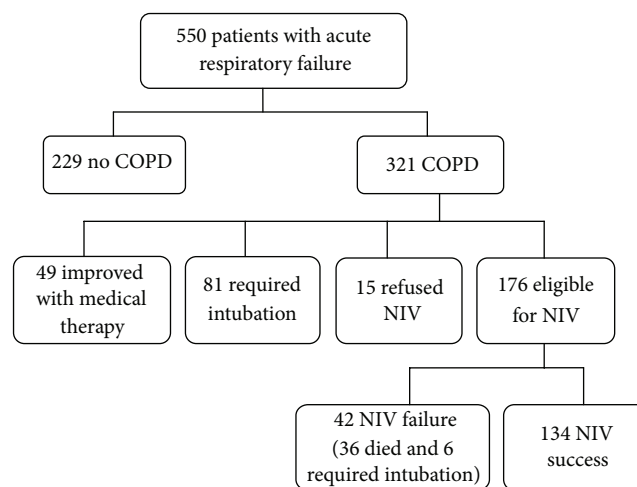 550 patients with acute
respiratory failure
229 no COPD
321 COPD
49 improved
with medical
therapy
81 required
intubation
15 refused
NIV
176 eligible
for NIV
42 NIV failure
(36 died and 6
required intubation)
134 NIV
success